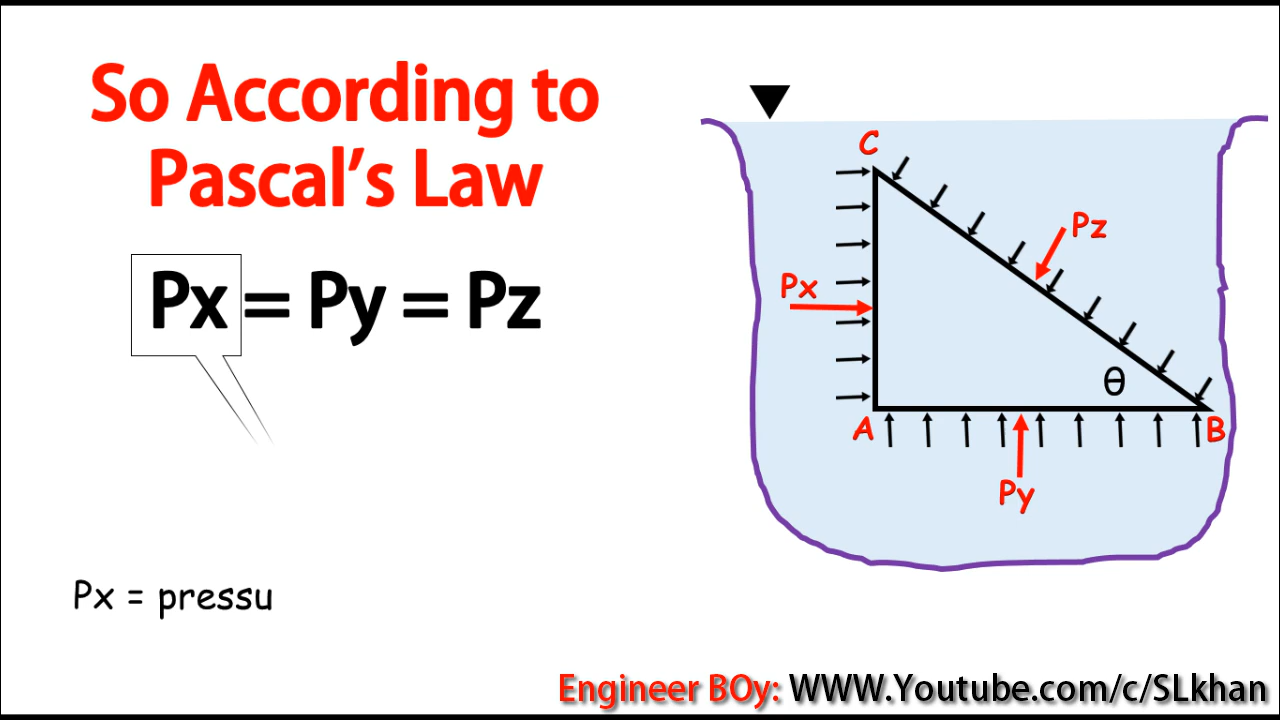 So According to
Pascal's Law
Px = Py = Pz
C
Pz
Px
θ
A
B
Py
Px = pressu
Engineer BOy: WWW.Youtube.com/c/SLkhan